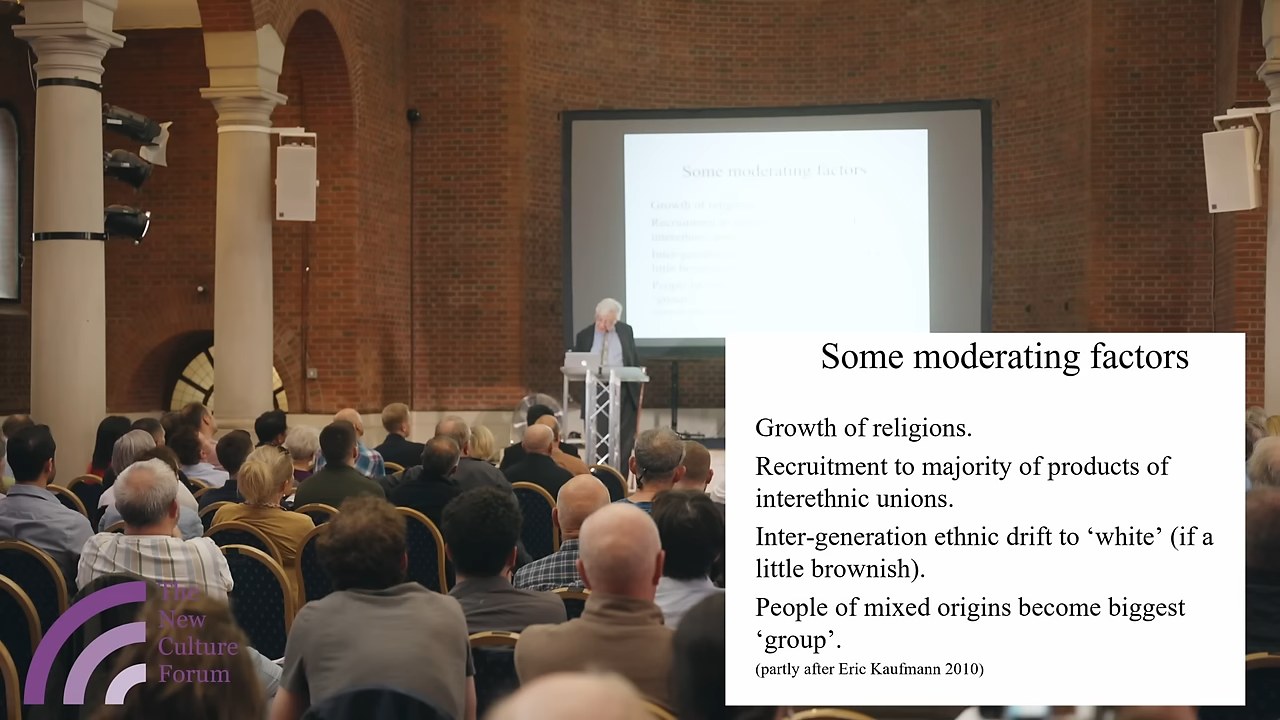 Some moderating factors
Some moderating factors
Growth of religions.
Recruitment to majority of products of
interethnic unions.
Inter-generation ethnic drift to ‘white’ (if a
little brownish).
People of mixed origins become biggest
‘group’.
(partly after Eric Kaufmann 2010)
The
New
Culture
Forum